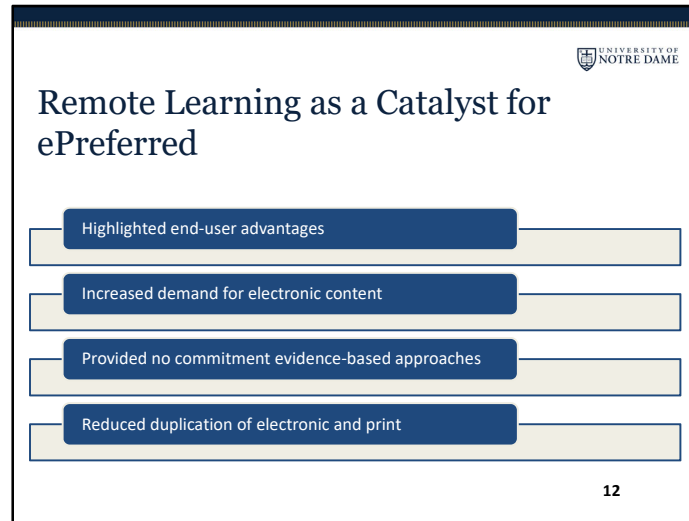 UNIVERSITY OF
NOTRE DAME
Remote Learning as a Catalyst for
ePreferred
Highlighted end-user advantages
Increased demand for electronic content
Provided no commitment evidence-based approaches
Reduced duplication of electronic and print
12